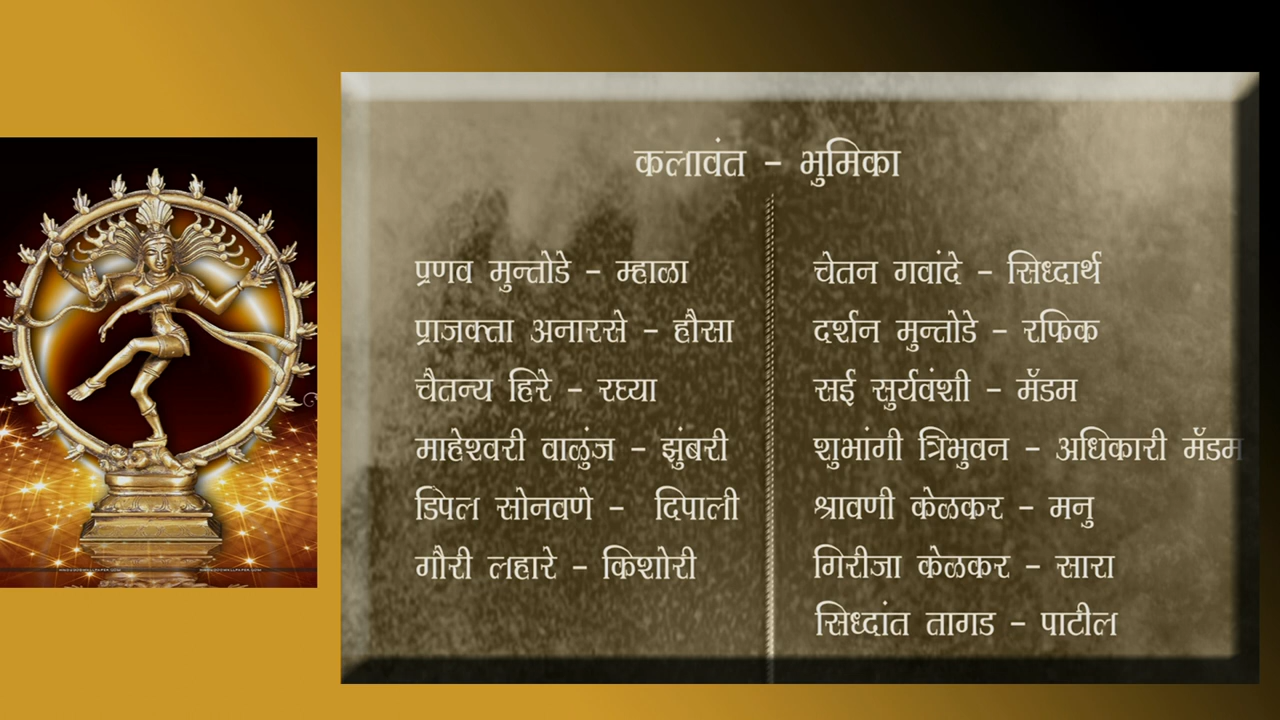 कलावंत - भुमिका
प्रणव मुन्तोडे - म्हाळा
प्राजक्ता अनारसे - हौसा
चैतन्य हिरे - रघ्या
माहेश्वरी वाळुंज - झुंबरी
डिंपल सोनवणे - दिपाली
गौरी लहारे - किशोरी
चेतन गवांदे - सिध्दार्थ
दर्शन मुन्तोडे - रफिक
सई सुर्यवंशी - मॅडम
शुभांगी त्रिभुवन - अधिकारी मॅडम
श्रावणी केळकर - मनु
गिरीजा केळकर - सारा
सिध्दांत तागड - पाटील